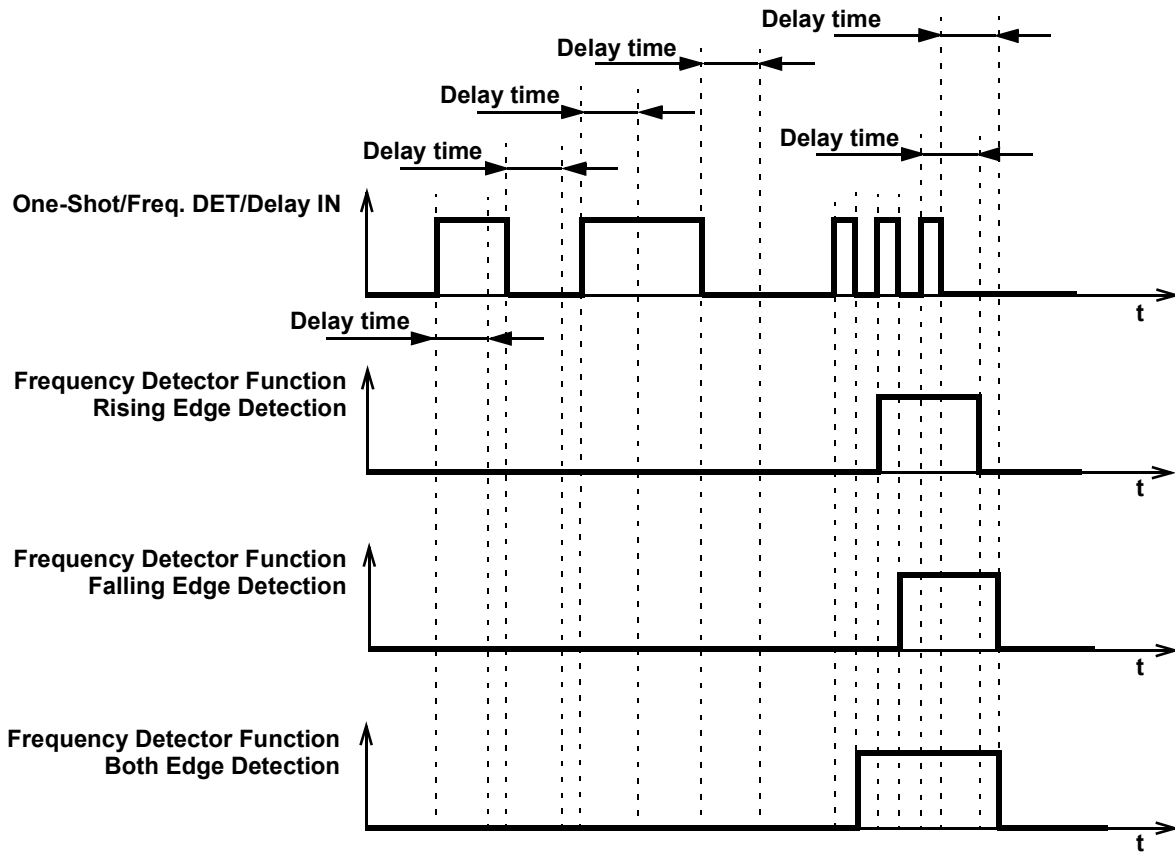 Delay time
Delay time
Delay time
Delay time
Delay time
One-Shot/Freq. DET/Delay IN
t
Delay time
Frequency Detector Function
Rising Edge Detection
t
Frequency Detector Function
Falling Edge Detection
t
Frequency Detector Function
Both Edge Detection
t